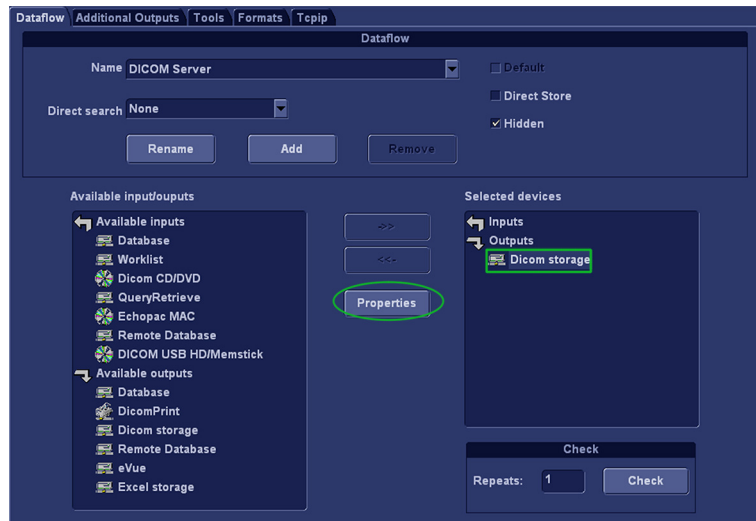 Dataflow Additional Outputs Tools Formats Tcpip
Dataflow
Name DICOM Server
Default
Direct search None
Direct Store
Hidden
Rename Add Remove
Available input/ouputs
Available inputs
Database
Worklist
Dicom CD/DVD
QueryRetrieve
Echopac MAC
Remote Database
DICOM USB HD/Memstick
Available outputs
Database
DicomPrint
Dicom storage
Remote Database
eVue
Excel storage
->>
<<-
Properties
Selected devices
Inputs
Outputs
Dicom storage
Check
Repeats: 1 Check